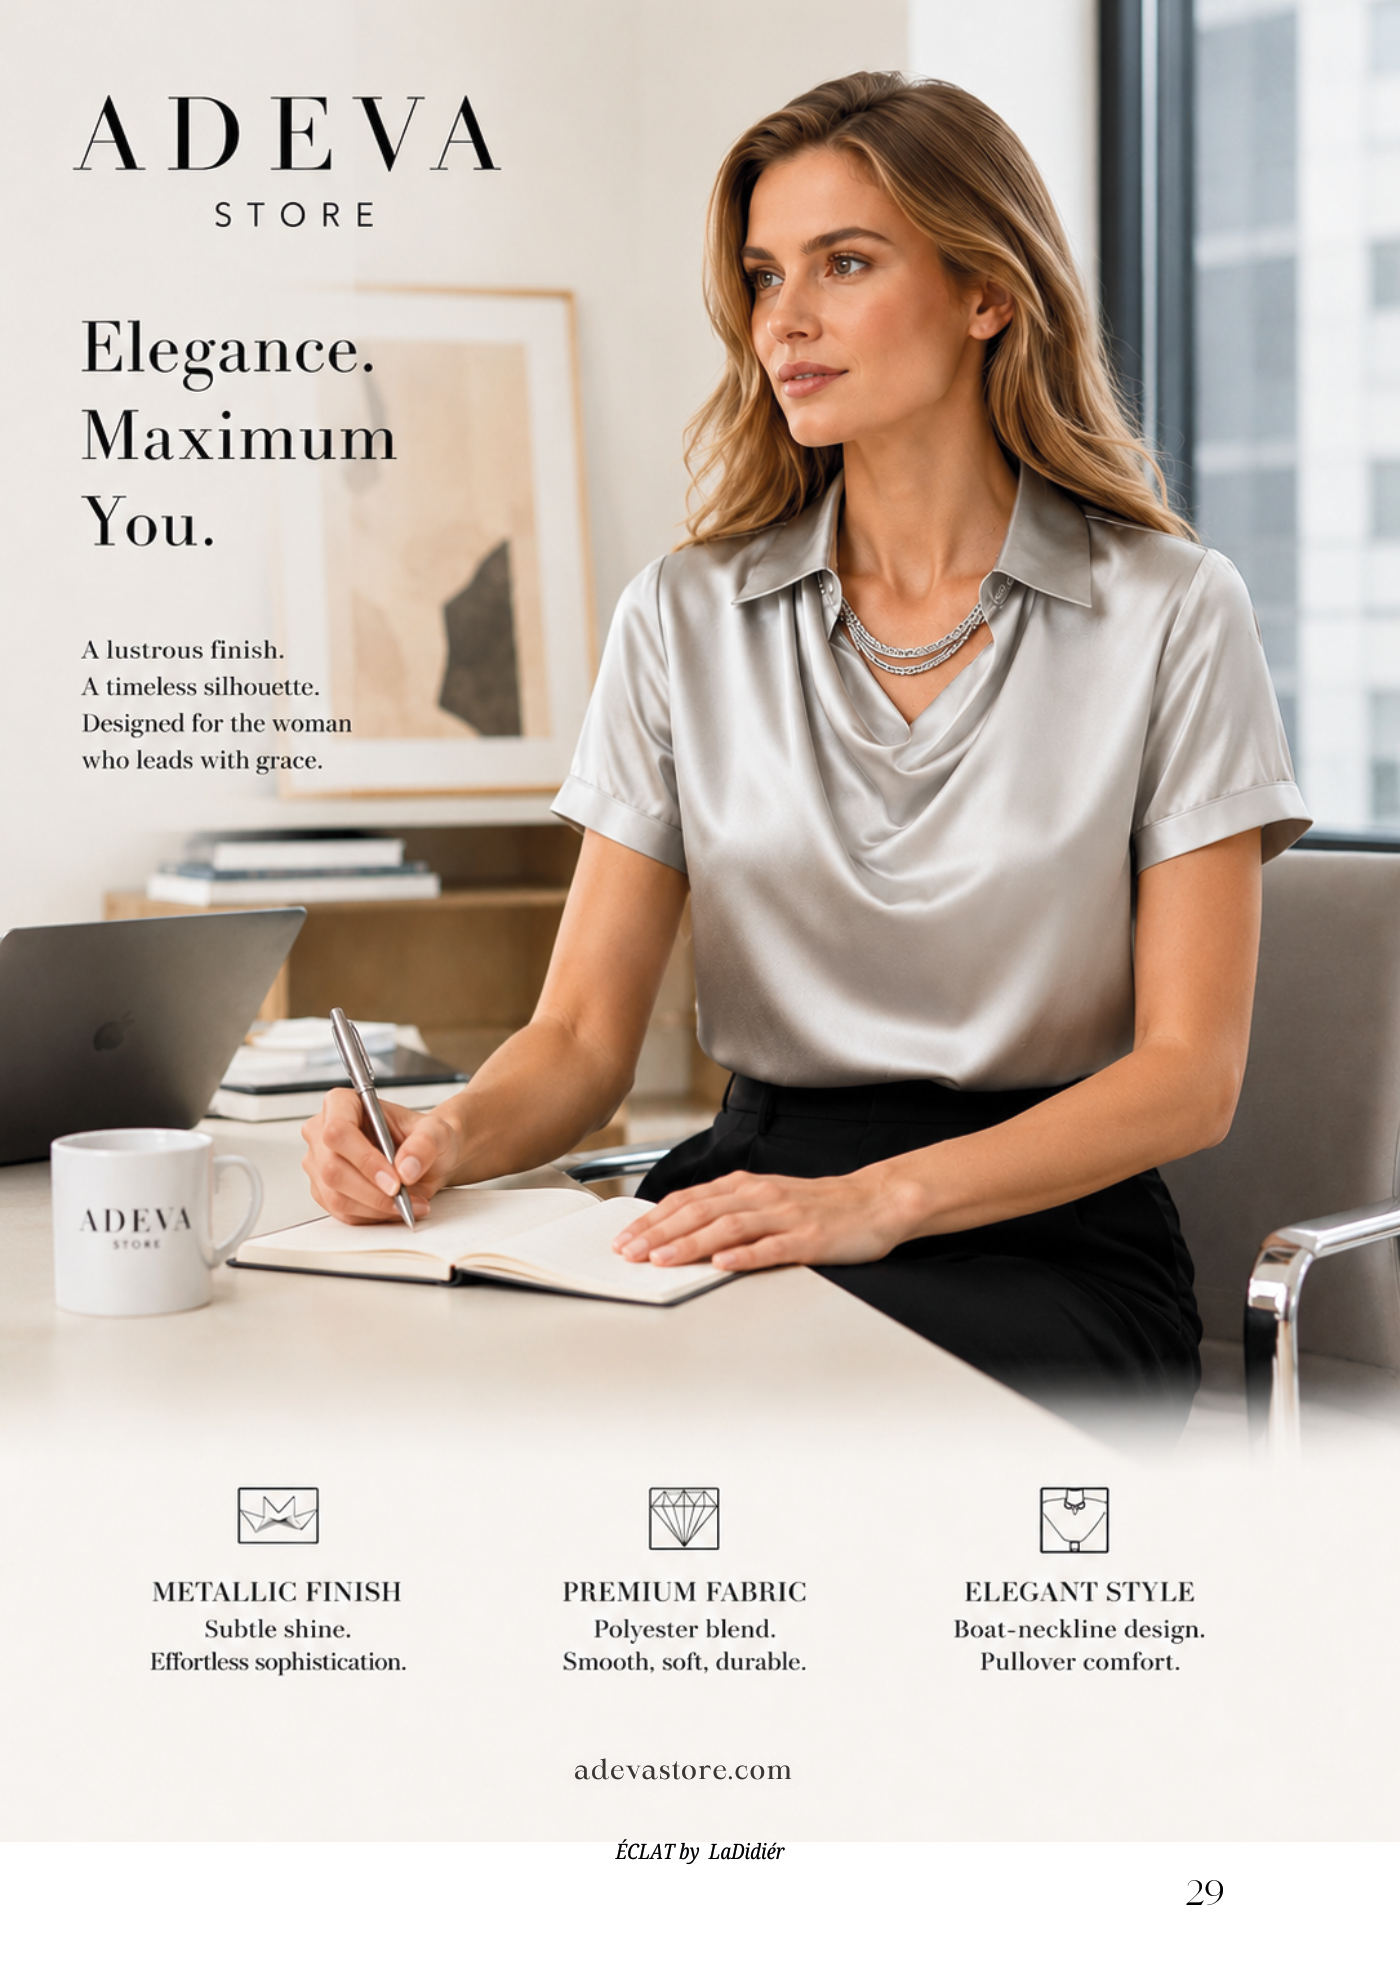 ADEVA
STORE
Elegance.
Maximum
You.
A lustrous finish.
A timeless silhouette.
Designed for the woman
who leads with grace.
ADEVA
STORE
METALLIC FINISH
Subtle shine.
Effortless sophistication.
PREMIUM FABRIC
Polyester blend.
Smooth, soft, durable.
ELEGANT STYLE
Boat-neckline design.
Pullover comfort.
adevastore.com
ÉCLAT by LaDidiér
29